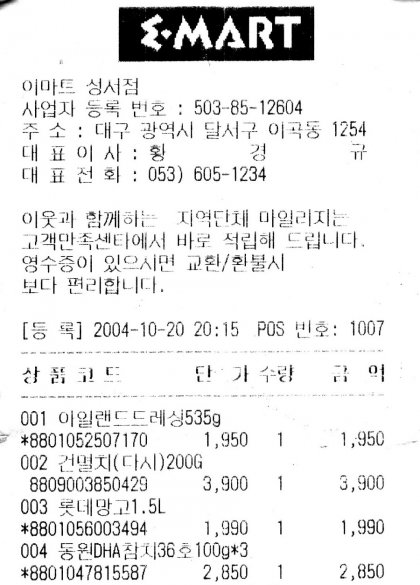 E·MART
이마트 성서점
사업자 등록 번호 : 503-85-12604
주 소 : 대구 광역시 달서구 이곡동 1254
대 표 이 사 : 황 경 규
대 표 전 화 : 053) 605-1234
이웃과 함께하는 지역단체 마일리지는
고객만족센타에서 바로 적립해 드립니다.
영수증이 있으시면 교환/환불시
보다 편리합니다.
[등 록] 2004-10-20 20:15 POS 번호: 1007
상 품 코 드 단 가 수량 금 액
001 아일랜드드레싱535g
*8801052507170 1,950 1 1,950
002 건멸치(다시)200G
8809003850429 3,900 1 3,900
003 롯데망고1.5L
*8801056003494 1,990 1 1,990
004 동원DHA참치36호100g*3
*8801047815587 2,850 1 2,850